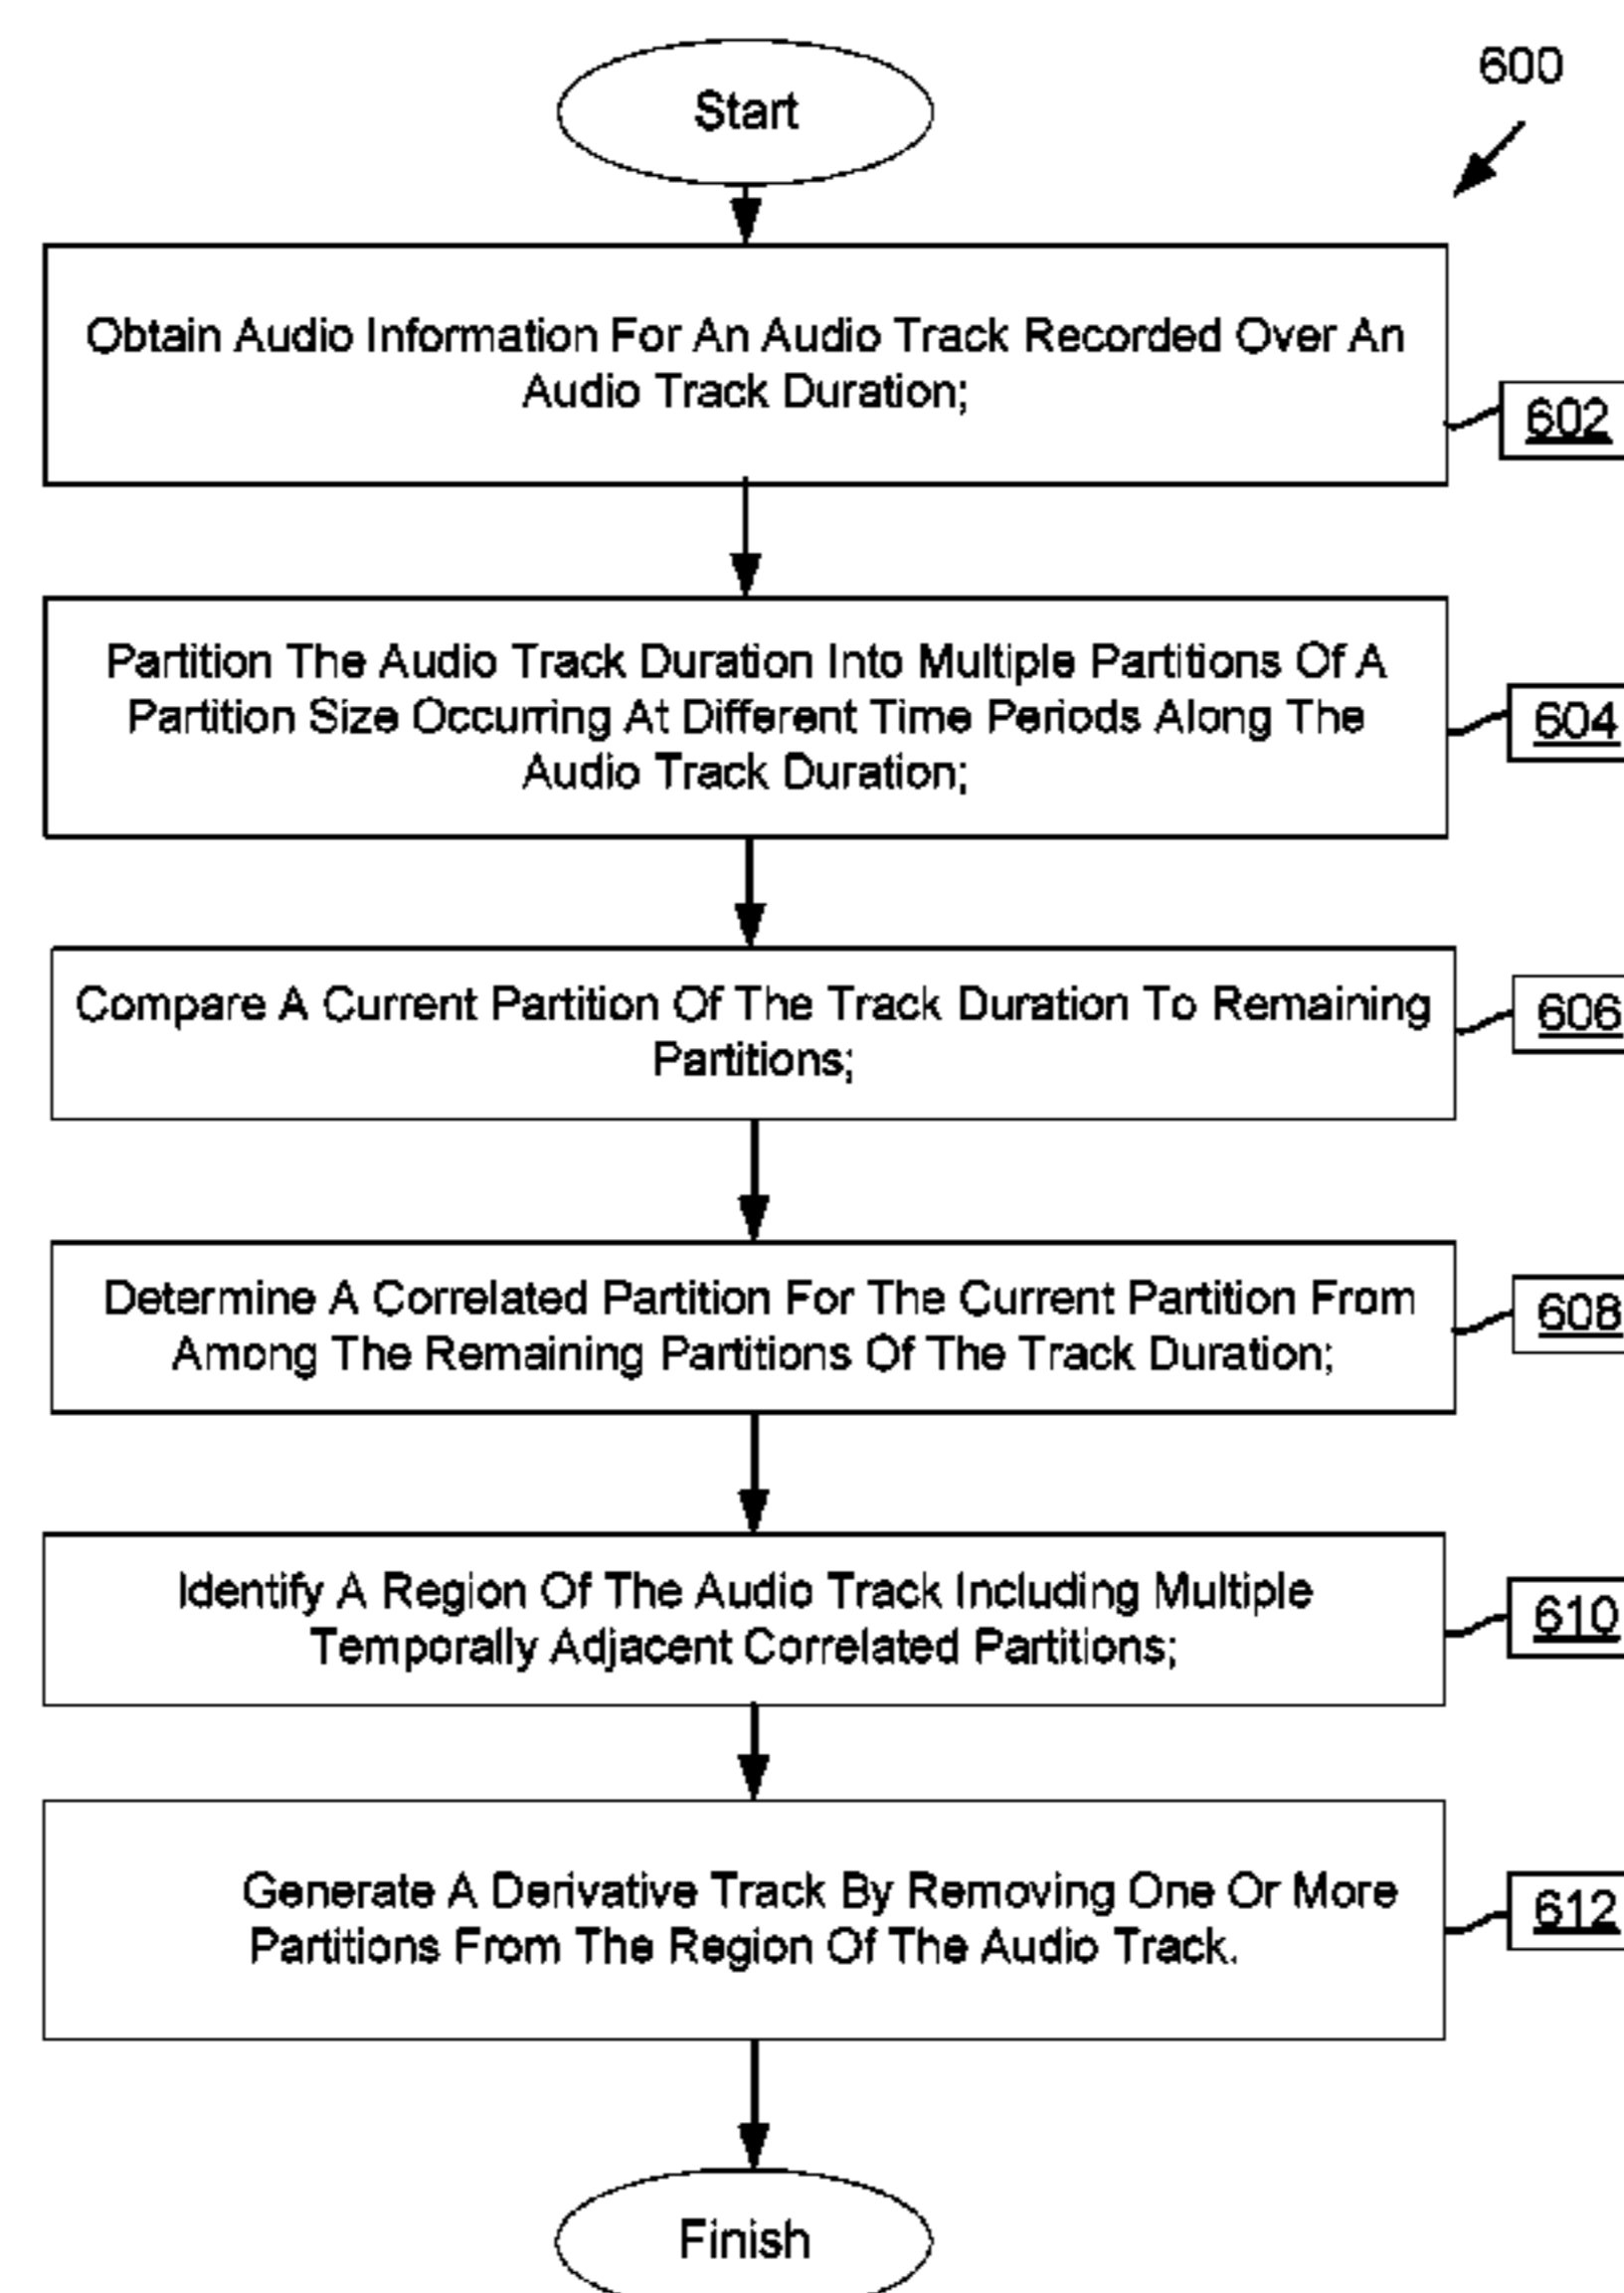 Start
600
Obtain Audio Information For An Audio Track Recorded Over An
Audio Track Duration;
602
Partition The Audio Track Duration Into Multiple Partitions Of A
Partition Size Occurring At Different Time Periods Along The
Audio Track Duration;
604
Compare A Current Partition Of The Track Duration To Remaining
Partitions;
606
Determine A Correlated Partition For The Current Partition From
Among The Remaining Partitions Of The Track Duration;
608
Identify A Region Of The Audio Track Including Multiple
Temporally Adjacent Correlated Partitions;
610
Generate A Derivative Track By Removing One Or More
Partitions From The Region Of The Audio Track.
612
Finish